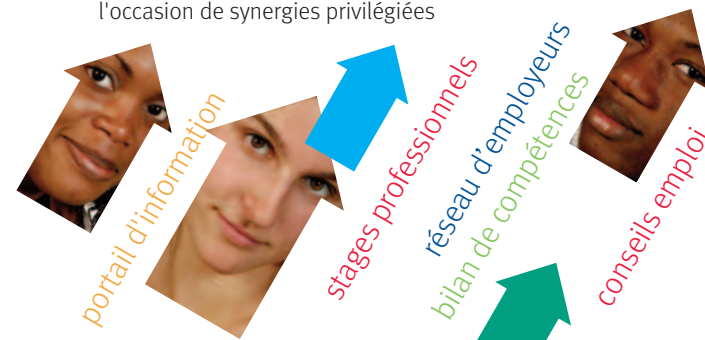 l'occasion de synergies privilégiées
portail d'information
stages professionnels
réseau d'employeurs
bilan de compétences
conseils emploi